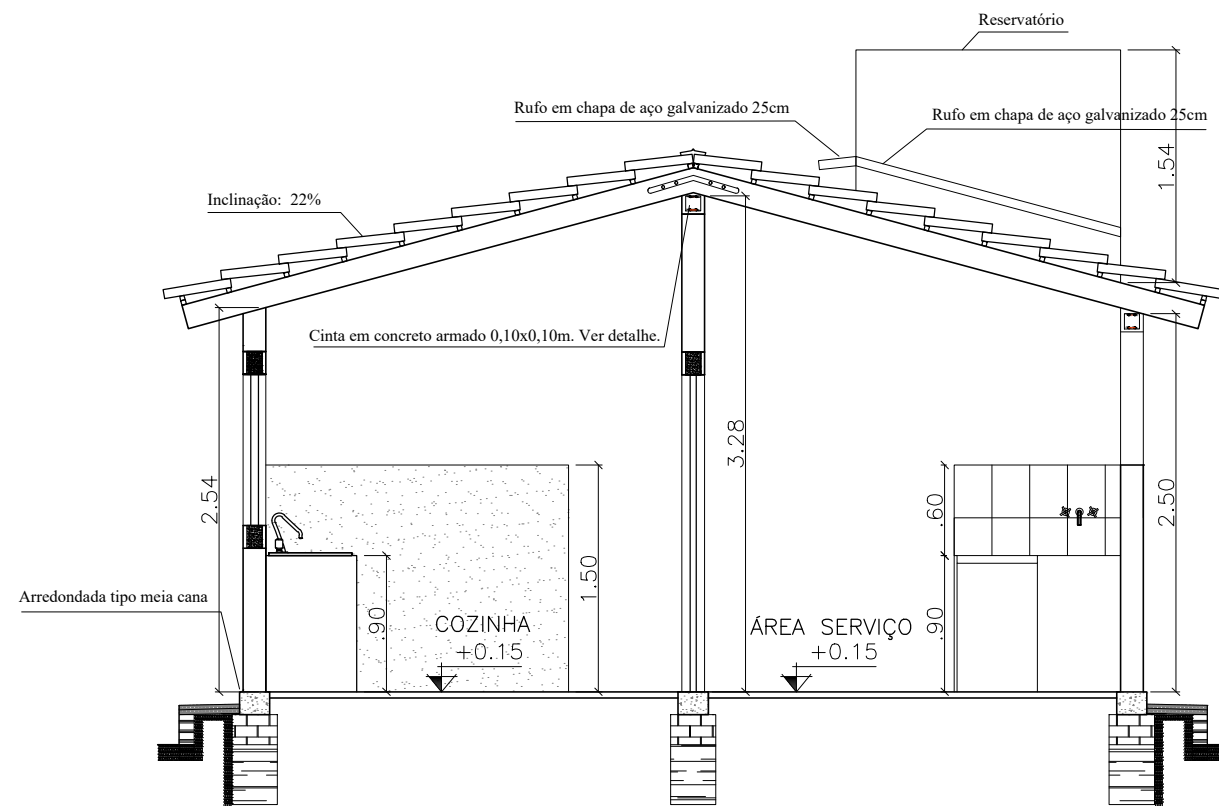 Reservatório
Rufo em chapa de aço galvanizado 25cm
Rufo em chapa de aço galvanizado 25cm
1.54
Inclinação: 22%
Cinta em concreto armado 0,10x0,10m. Ver detalhe.
3.28
2.54
2.50
.60
1.50
Arredondada tipo meia cana
.90
COZINHA
+0.15
ÁREA SERVIÇO
+0.15
.90